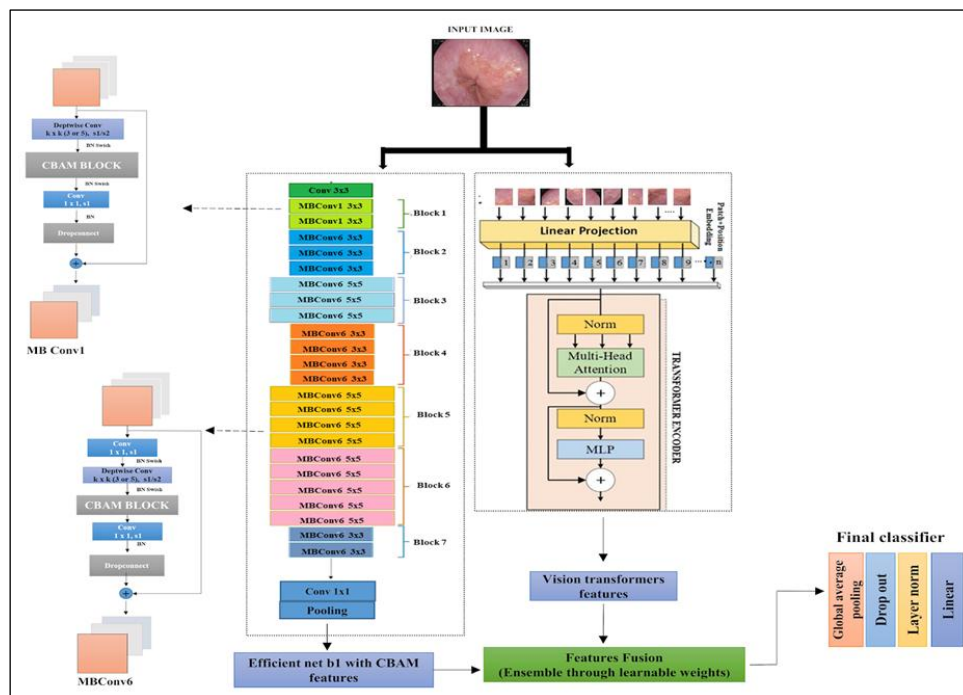 INPUT IMAGE
Deptwise Conv
k x k (3 or 5), s1/s2
BN Swish
CBAM BLOCK
BN Swish
Conv
1 x 1, s1
BN
Dropconnect
+
MB Conv1
Conv
1 x 1, s1
BN Swish
Deptwise Conv
k x k (3 or 5), s1/s2
BN Swish
CBAM BLOCK
Conv
1 x 1, s1
BN
Dropconnect
+
MBConv6
Conv 3x3
MBConv1 3x3
MBConv1 3x3
Block 1
MBConv6 3x3
MBConv6 3x3
MBConv6 3x3
Block 2
MBConv6 5x5
MBConv6 5x5
MBConv6 5x5
Block 3
MBConv6 3x3
MBConv6 3x3
MBConv6 3x3
MBConv6 3x3
Block 4
MBConv6 5x5
MBConv6 5x5
MBConv6 5x5
MBConv6 5x5
Block 5
MBConv6 5x5
MBConv6 5x5
MBConv6 5x5
MBConv6 5x5
MBConv6 5x5
Block 6
MBConv6 3x3
MBConv6 3x3
Block 7
Conv 1x1
Pooling
Efficient net b1 with CBAM
features
Linear Projection
Patch+Position
Embedding
1 2 3 4 5 6 7 8 9 n
Norm
Multi-Head
Attention
+
Norm
MLP
+
TRANSFORMER ENCODER
Vision transformers
features
Features Fusion
(Ensemble through learnable weights)
Final classifier
Global average
pooling
Drop out
Layer norm
Linear